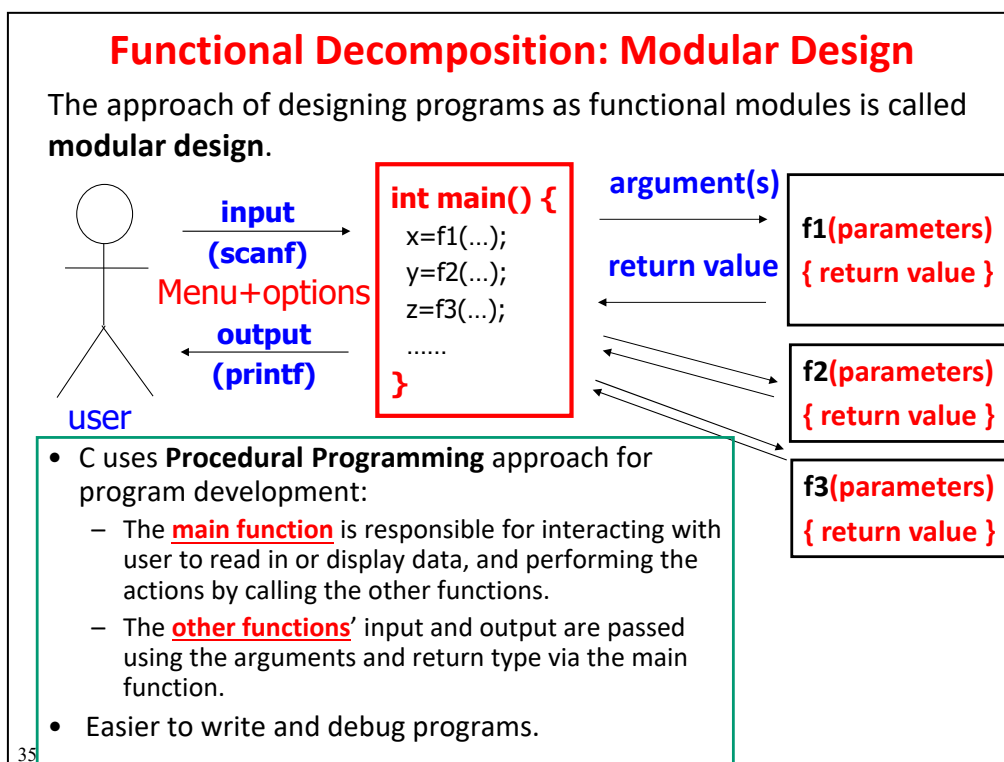 Functional Decomposition: Modular Design
The approach of designing programs as functional modules is called
modular design.
input
(scanf)
Menu+options
output
(printf)
user
int main() {
x=f1(...);
y=f2(...);
z=f3(...);
......
}
argument(s)
return value
f1(parameters)
{ return value }
f2(parameters)
{ return value }
f3(parameters)
{ return value }
• C uses Procedural Programming approach for
program development:
– The main function is responsible for interacting with
user to read in or display data, and performing the
actions by calling the other functions.
– The other functions’ input and output are passed
using the arguments and return type via the main
function.
• Easier to write and debug programs.
35